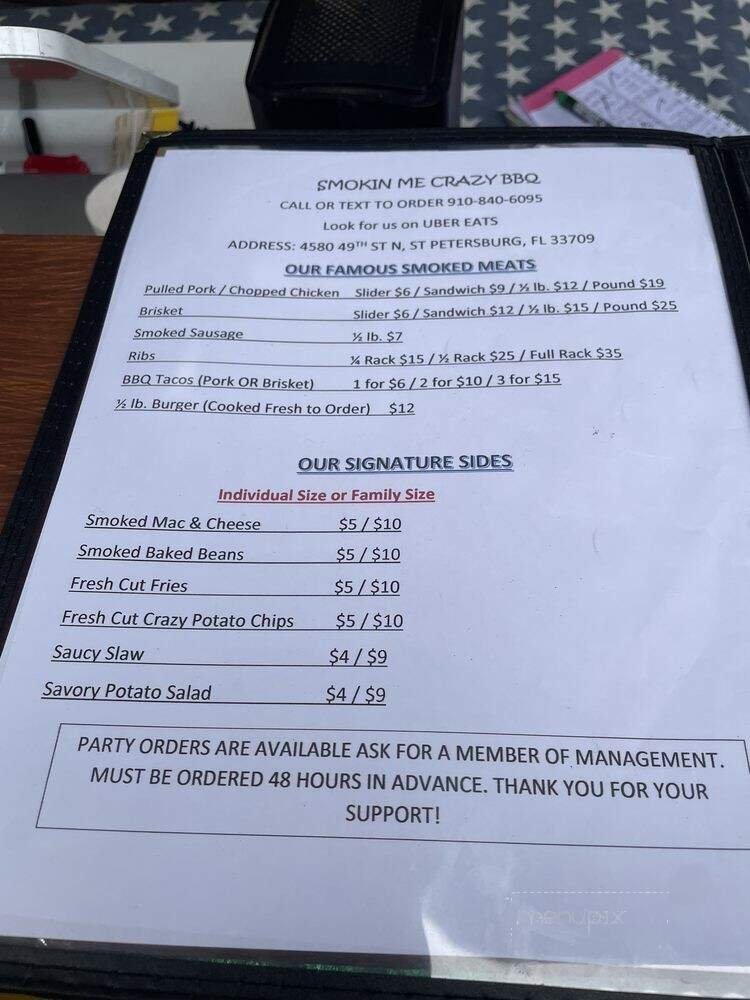 SMOKIN ME CRAZY BBQ
CALL OR TEXT TO ORDER 910-840-6095
Look for us on UBER EATS
ADDRESS: 4580 49TH ST N, ST PETERSBURG, FL 33709
OUR FAMOUS SMOKED MEATS
Pulled Pork / Chopped Chicken Slider $6 / Sandwich $9 / ½ lb. $12 / Pound $19
Brisket Slider $6 / Sandwich $12 / ½ lb. $15 / Pound $25
Smoked Sausage ½ lb. $7
Ribs ¼ Rack $15 / ½ Rack $25 / Full Rack $35
BBQ Tacos (Pork OR Brisket) 1 for $6 / 2 for $10 / 3 for $15
½ lb. Burger (Cooked Fresh to Order) $12
OUR SIGNATURE SIDES
Individual Size or Family Size
Smoked Mac & Cheese $5 / $10
Smoked Baked Beans $5 / $10
Fresh Cut Fries $5 / $10
Fresh Cut Crazy Potato Chips $5 / $10
Saucy Slaw $4 / $9
Savory Potato Salad $4 / $9
PARTY ORDERS ARE AVAILABLE ASK FOR A MEMBER OF MANAGEMENT.
MUST BE ORDERED 48 HOURS IN ADVANCE. THANK YOU FOR YOUR
SUPPORT!
menupix